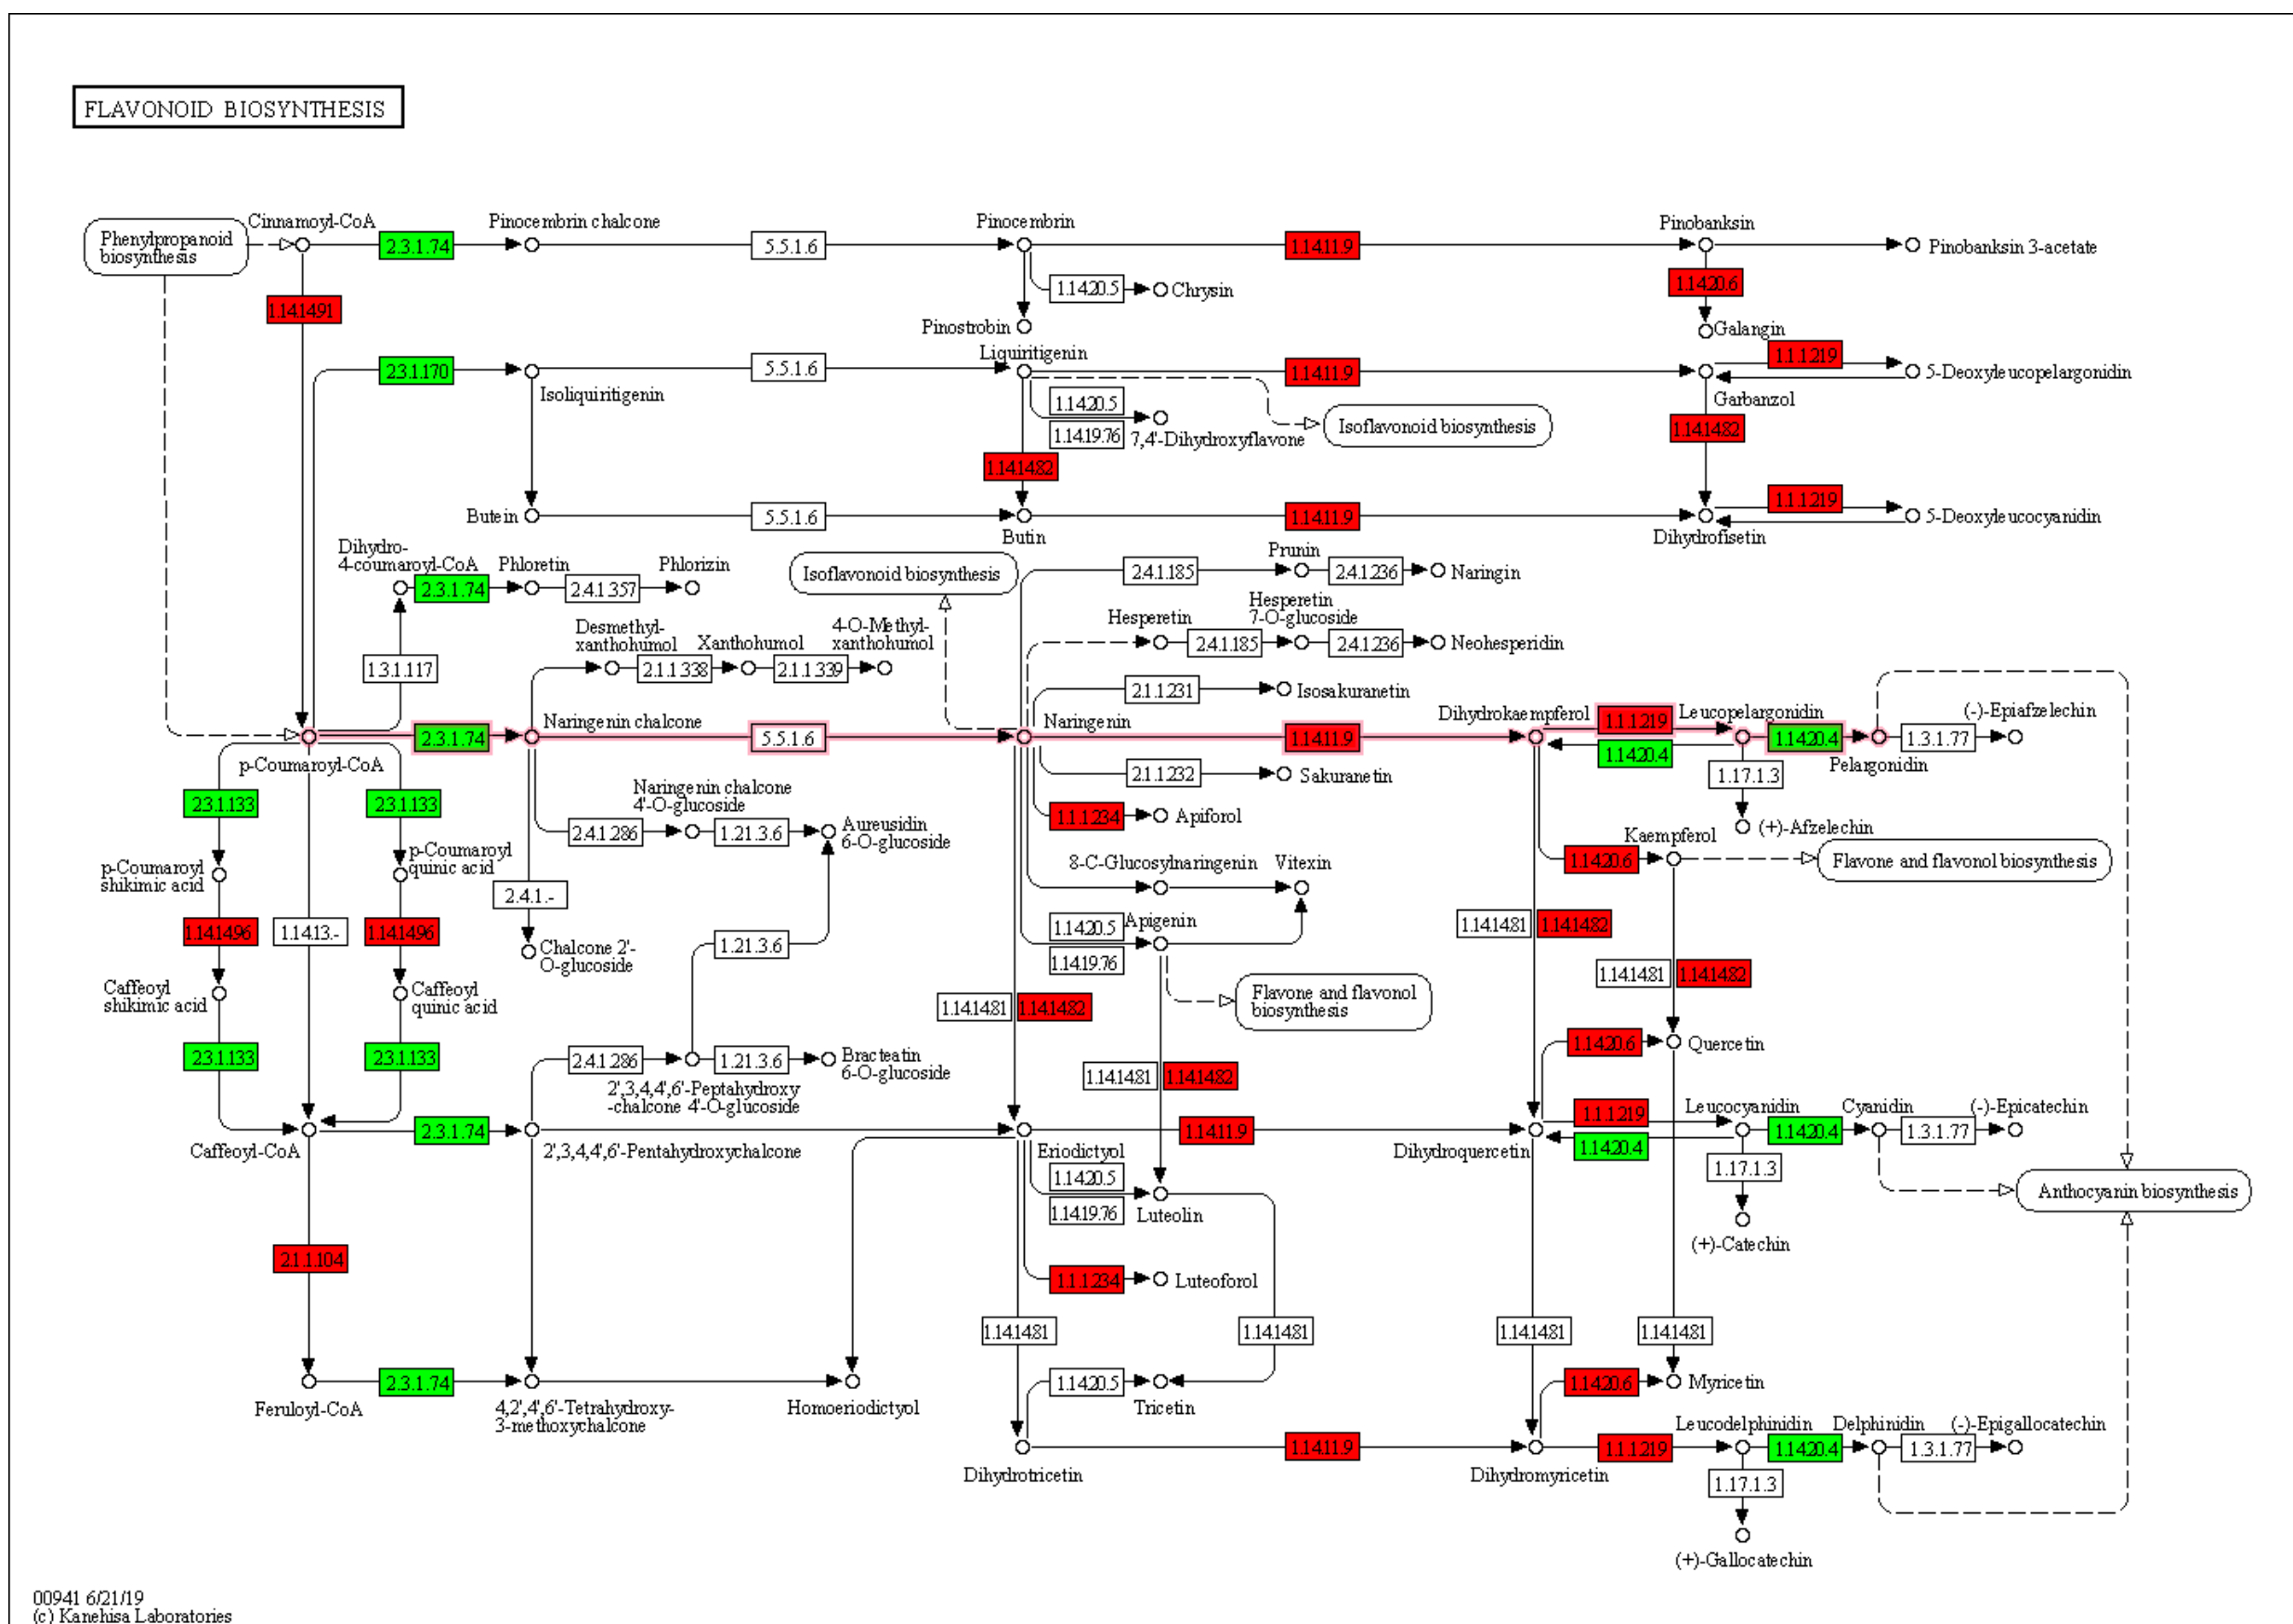 FLAVONOID BIOSYNTHESIS
Phenylpropanoid
biosynthesis
Cinnamoyl-CoA
2.3.1.74
Pinocembrin chalcone
5.5.1.6
Pinocembrin
1.14.11.9
Pinobanksin
Pinobanksin 3-acetate
1.14.14.91
1.14.20.5
Chrysin
1.14.20.6
Pinostrobin
Galangin
2.3.1.170
Isoliquiritigenin
5.5.1.6
Liquiritigenin
1.14.11.9
1.1.1.219
5-Deoxyleucopelargonidin
Garbanzol
1.14.20.5
1.14.19.76
7,4'-Dihydroxyflavone
Isoflavonoid biosynthesis
1.14.14.82
1.14.14.82
Butein
5.5.1.6
Butin
1.14.11.9
1.1.1.219
Dihydrofisetin
5-Deoxyleucocyanidin
Dihydro-
4-coumaroyl-CoA
2.3.1.74
Phloretin
2.4.1.357
Phlorizin
Isoflavonoid biosynthesis
2.4.1.185
Prunin
2.4.1.236
Naringin
Hesperetin
2.4.1.185
Hesperetin
7-O-glucoside
2.4.1.236
Neohesperidin
1.3.1.117
Desmethyl-
xanthohumol
2.1.1.338
Xanthohumol
2.1.1.339
4-O-Methyl-
xanthohumol
2.1.1.231
Isosakuranetin
p-Coumaroyl-CoA
2.3.1.74
Naringenin chalcone
5.5.1.6
Naringenin
1.14.11.9
Dihydrokaempferol
1.1.1.219
Leucopelargonidin
1.14.20.4
1.14.20.4
Pelargonidin
1.3.1.77
(-)-Epiafzelechin
1.17.1.3
(+)-Afzelechin
2.1.1.232
Sakuranetin
1.1.1.234
Apiforol
2.3.1.133
2.3.1.133
Naringenin chalcone
4'-O-glucoside
2.4.1.286
1.21.3.6
Aureusidin
6-O-glucoside
p-Coumaroyl
shikimic acid
p-Coumaroyl
quinic acid
8-C-Glucosylnaringenin
Vitexin
1.14.20.6
Kaempferol
Flavone and flavonol biosynthesis
2.4.1.-
Chalcone 2'-
O-glucoside
1.14.14.96
1.14.13.-
1.14.14.96
1.21.3.6
1.14.20.5
1.14.19.76
Apigenin
1.14.14.81
1.14.14.82
1.14.14.81
1.14.14.82
Caffeoyl
shikimic acid
Caffeoyl
quinic acid
1.14.14.81
1.14.14.82
Flavone and flavonol
biosynthesis
2.3.1.133
2.3.1.133
2.4.1.286
1.21.3.6
Bracteatin
6-O-glucoside
2',3,4,4',6'-Peptahydroxy
-chalcone 4'-O-glucoside
1.14.14.81
1.14.14.82
1.14.20.6
Quercetin
Caffeoyl-CoA
2.3.1.74
2',3,4,4',6'-Pentahydroxychalcone
Eriodictyol
1.14.11.9
Dihydroquercetin
1.1.1.219
1.14.20.4
Leucocyanidin
1.14.20.4
Cyanidin
1.3.1.77
(-)-Epicatechin
1.17.1.3
(+)-Catechin
Anthocyanin biosynthesis
1.14.20.5
1.14.19.76
Luteolin
2.1.1.104
1.1.1.234
Luteoforol
1.14.14.81
1.14.14.81
1.14.14.81
1.14.14.81
Feruloyl-CoA
2.3.1.74
4,2',4',6'-Tetrahydroxy-
3-methoxychalcone
Homoeriodictyol
1.14.20.5
Tricetin
1.14.20.6
Myricetin
Dihydrotricetin
1.14.11.9
Dihydromyricetin
1.1.1.219
Leucodelphinidin
1.14.20.4
Delphinidin
1.3.1.77
(-)-Epigallocatechin
1.17.1.3
(+)-Gallocatechin
00941 6/21/19
(c) Kanehisa Laboratories